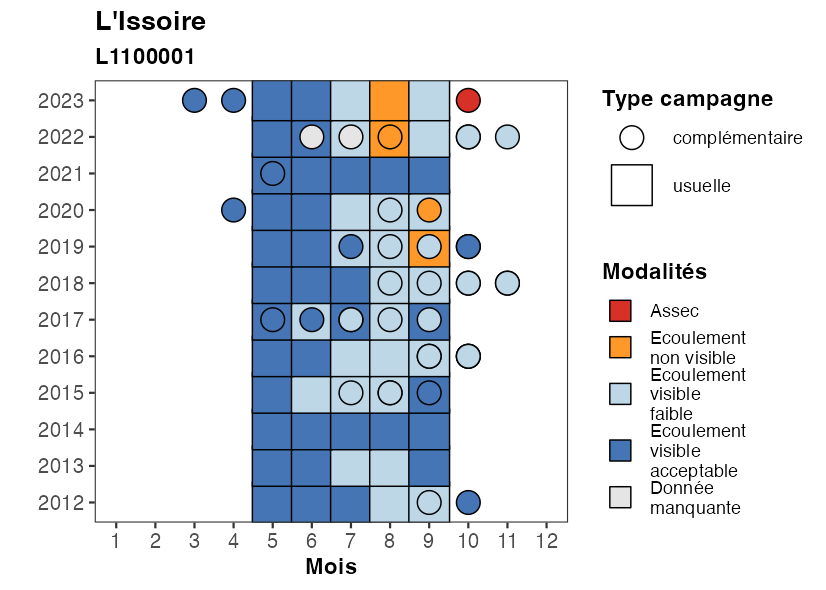 L'Issoire
L1100001
2023
2022
2021
2020
2019
2018
2017
2016
2015
2014
2013
2012
1 2 3 4 5 6 7 8 9 10 11 12
Mois
Type campagne
complémentaire
usuelle
Modalités
Assec
Ecoulement
non visible
Ecoulement
visible
faible
Ecoulement
visible
acceptable
Donnée
manquante